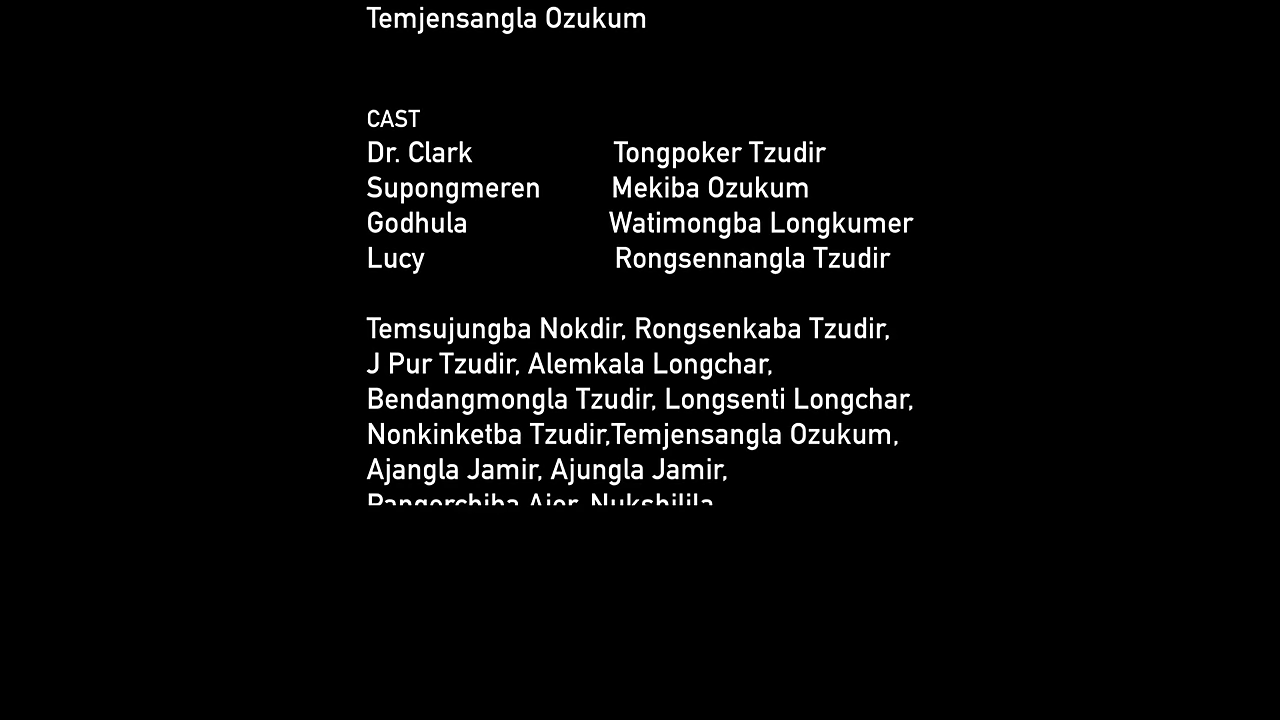 Temjensangla Ozukum
CAST
Dr. Clark Tongpoker Tzudir
Supongmeren Mekiba Ozukum
Godhula Watimongba Longkumer
Lucy Rongsennangla Tzudir
Temsujungba Nokdir, Rongsenkaba Tzudir,
J Pur Tzudir, Alemkala Longchar,
Bendangmongla Tzudir, Longsenti Longchar,
Nonkinketba Tzudir,Temjensangla Ozukum,
Ajangla Jamir, Ajungla Jamir,